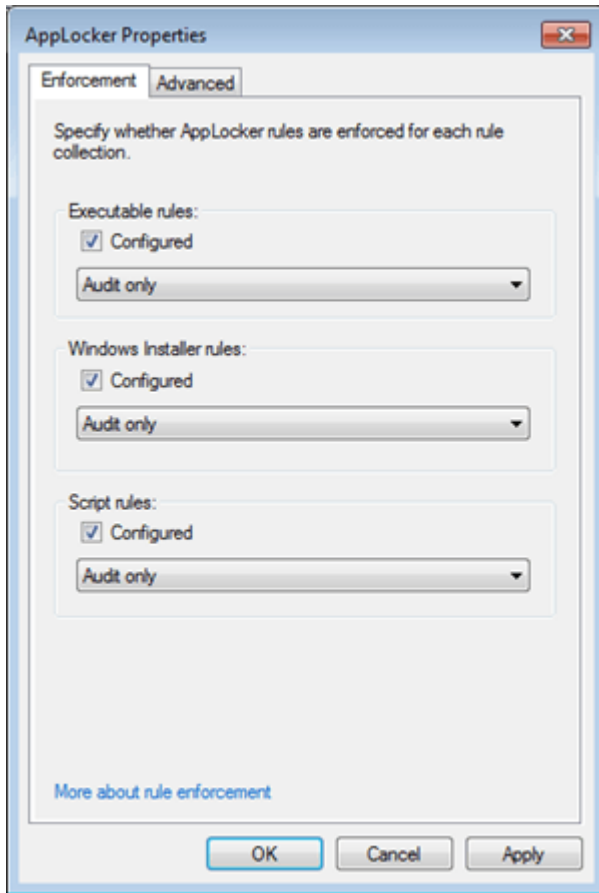 AppLocker Properties
Enforcement
Advanced
Specify whether AppLocker rules are enforced for each rule
collection.
Executable rules:
Configured
Audit only
Windows Installer rules:
Configured
Audit only
Script rules:
Configured
Audit only
More about rule enforcement
OK
Cancel
Apply